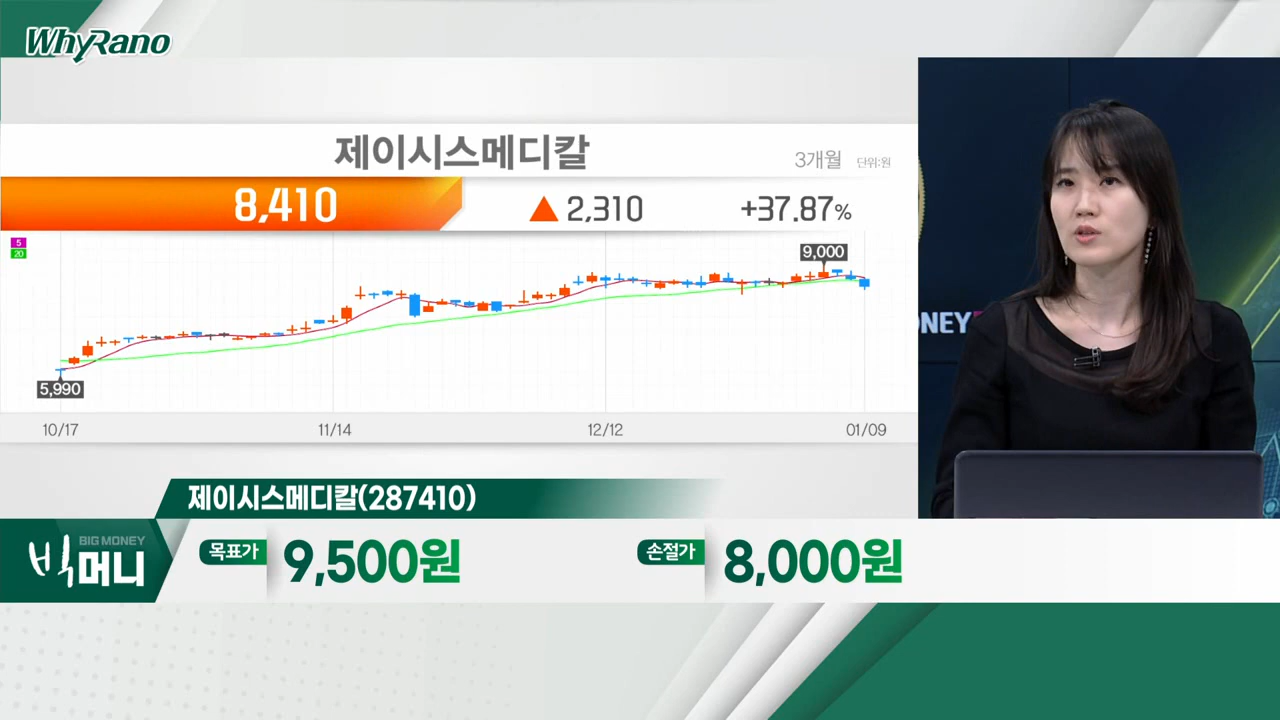 WhyRano
제이시스메디칼
3개월 단위:원
8,410 ▲ 2,310 +37.87%
5
20
9,000
5,990
10/17 11/14 12/12 01/09
ONEY
제이시스메디칼(287410)
BIG MONEY
빅머니
목표가 9,500원 손절가 8,000원